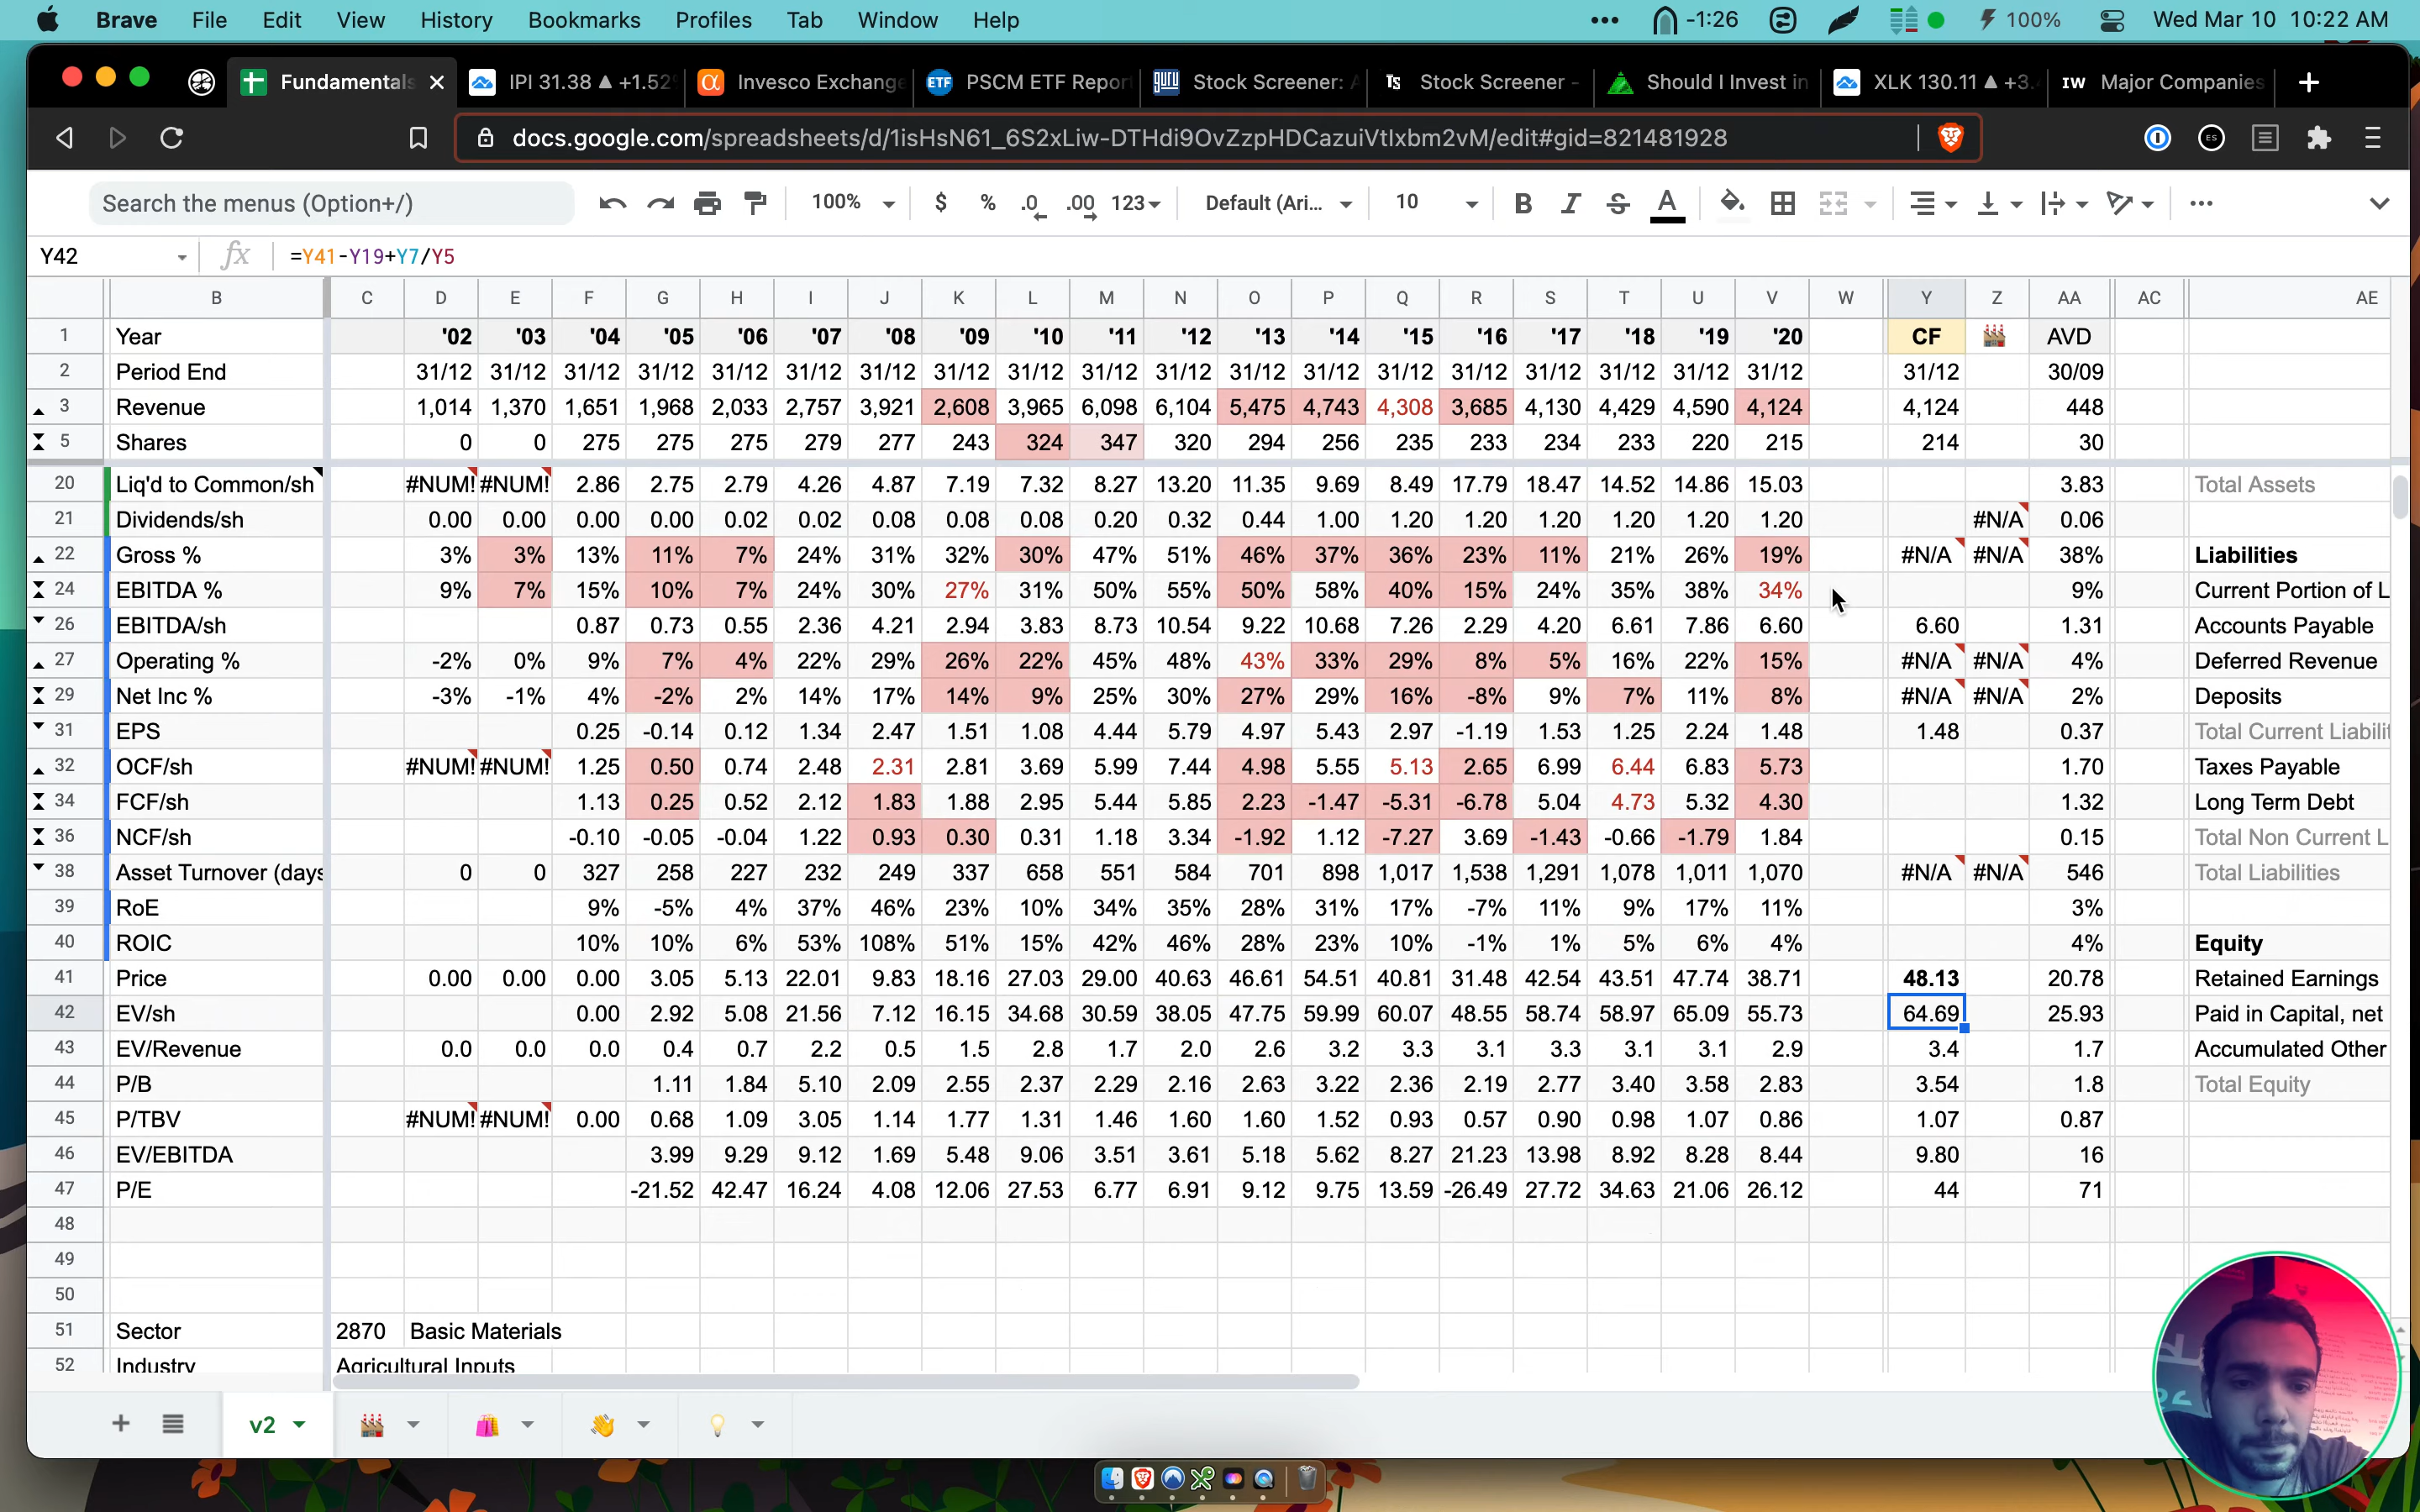 Brave File Edit View History Bookmarks Profiles Tab Window Help ••• -1:26 100% Wed Mar 10 10:22 AM
Fundamentals IPI 31.38 ▲ +1.52 Invesco Exchange ETF PSCM ETF Report guru Stock Screener: A TS Stock Screener - Should I Invest in XLK 130.11 ▲ +3. IW Major Companies
docs.google.com/spreadsheets/d/1isHsN61_6S2xLiw-DTHdi9OvZzpHDCazuiVtIxbm2vM/edit#gid=821481928 ES
Search the menus (Option+/) 100% $ % .0 .00 123 Default (Ari... 10 B I S A
Y42 fx =Y41-Y19+Y7/Y5
B C D E F G H I J K L M N O P Q R S T U V W Y Z AA AC AE
1 Year '02 '03 '04 '05 '06 '07 '08 '09 '10 '11 '12 '13 '14 '15 '16 '17 '18 '19 '20 CF AVD
2 Period End 31/12 31/12 31/12 31/12 31/12 31/12 31/12 31/12 31/12 31/12 31/12 31/12 31/12 31/12 31/12 31/12 31/12 31/12 31/12 31/12 30/09
3 Revenue 1,014 1,370 1,651 1,968 2,033 2,757 3,921 2,608 3,965 6,098 6,104 5,475 4,743 4,308 3,685 4,130 4,429 4,590 4,124 4,124 448
5 Shares 0 0 275 275 275 279 277 243 324 347 320 294 256 235 233 234 233 220 215 214 30
20 Liq'd to Common/sh #NUM! #NUM! 2.86 2.75 2.79 4.26 4.87 7.19 7.32 8.27 13.20 11.35 9.69 8.49 17.79 18.47 14.52 14.86 15.03 3.83 Total Assets
21 Dividends/sh 0.00 0.00 0.00 0.00 0.02 0.02 0.08 0.08 0.08 0.20 0.32 0.44 1.00 1.20 1.20 1.20 1.20 1.20 1.20 #N/A 0.06
22 Gross % 3% 3% 13% 11% 7% 24% 31% 32% 30% 47% 51% 46% 37% 36% 23% 11% 21% 26% 19% #N/A #N/A 38% Liabilities
24 EBITDA % 9% 7% 15% 10% 7% 24% 30% 27% 31% 50% 55% 50% 58% 40% 15% 24% 35% 38% 34% 9% Current Portion of L
26 EBITDA/sh 0.87 0.73 0.55 2.36 4.21 2.94 3.83 8.73 10.54 9.22 10.68 7.26 2.29 4.20 6.61 7.86 6.60 6.60 1.31 Accounts Payable
27 Operating % -2% 0% 9% 7% 4% 22% 29% 26% 22% 45% 48% 43% 33% 29% 8% 5% 16% 22% 15% #N/A #N/A 4% Deferred Revenue
29 Net Inc % -3% -1% 4% -2% 2% 14% 17% 14% 9% 25% 30% 27% 29% 16% -8% 9% 7% 11% 8% #N/A #N/A 2% Deposits
31 EPS 0.25 -0.14 0.12 1.34 2.47 1.51 1.08 4.44 5.79 4.97 5.43 2.97 -1.19 1.53 1.25 2.24 1.48 1.48 0.37 Total Current Liabilit
32 OCF/sh #NUM! #NUM! 1.25 0.50 0.74 2.48 2.31 2.81 3.69 5.99 7.44 4.98 5.55 5.13 2.65 6.99 6.44 6.83 5.73 1.70 Taxes Payable
34 FCF/sh 1.13 0.25 0.52 2.12 1.83 1.88 2.95 5.44 5.85 2.23 -1.47 -5.31 -6.78 5.04 4.73 5.32 4.30 1.32 Long Term Debt
36 NCF/sh -0.10 -0.05 -0.04 1.22 0.93 0.30 0.31 1.18 3.34 -1.92 1.12 -7.27 3.69 -1.43 -0.66 -1.79 1.84 0.15 Total Non Current L
38 Asset Turnover (days 0 0 327 258 227 232 249 337 658 551 584 701 898 1,017 1,538 1,291 1,078 1,011 1,070 #N/A #N/A 546 Total Liabilities
39 RoE 9% -5% 4% 37% 46% 23% 10% 34% 35% 28% 31% 17% -7% 11% 9% 17% 11% 3%
40 ROIC 10% 10% 6% 53% 108% 51% 15% 42% 46% 28% 23% 10% -1% 1% 5% 6% 4% 4% Equity
41 Price 0.00 0.00 0.00 3.05 5.13 22.01 9.83 18.16 27.03 29.00 40.63 46.61 54.51 40.81 31.48 42.54 43.51 47.74 38.71 48.13 20.78 Retained Earnings
42 EV/sh 0.00 2.92 5.08 21.56 7.12 16.15 34.68 30.59 38.05 47.75 59.99 60.07 48.55 58.74 58.97 65.09 55.73 64.69 25.93 Paid in Capital, net
43 EV/Revenue 0.0 0.0 0.0 0.4 0.7 2.2 0.5 1.5 2.8 1.7 2.0 2.6 3.2 3.3 3.1 3.3 3.1 3.1 2.9 3.4 1.7 Accumulated Other
44 P/B 1.11 1.84 5.10 2.09 2.55 2.37 2.29 2.16 2.63 3.22 2.36 2.19 2.77 3.40 3.58 2.83 3.54 1.8 Total Equity
45 P/TBV #NUM! #NUM! 0.00 0.68 1.09 3.05 1.14 1.77 1.31 1.46 1.60 1.60 1.52 0.93 0.57 0.90 0.98 1.07 0.86 1.07 0.87
46 EV/EBITDA 3.99 9.29 9.12 1.69 5.48 9.06 3.51 3.61 5.18 5.62 8.27 21.23 13.98 8.92 8.28 8.44 9.80 16
47 P/E -21.52 42.47 16.24 4.08 12.06 27.53 6.77 6.91 9.12 9.75 13.59 -26.49 27.72 34.63 21.06 26.12 44 71
48
49
50
51 Sector 2870 Basic Materials
52 Industry Agricultural Inputs
v2